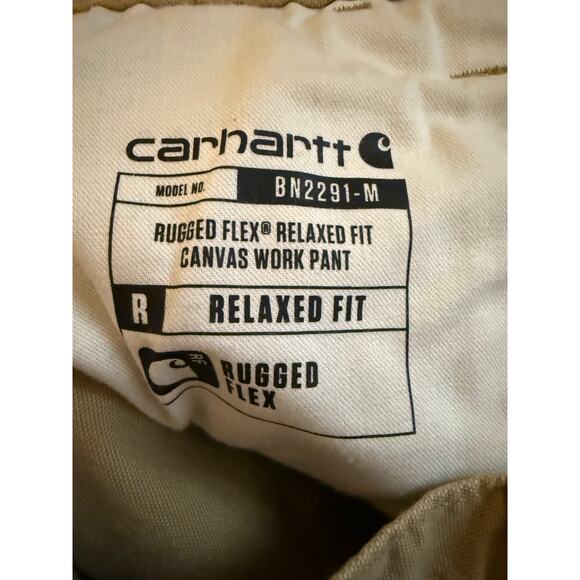 carhartt
MODEL NO. BN2291-M
RUGGED FLEX® RELAXED FIT
CANVAS WORK PANT
R RELAXED FIT
RF RUGGED
FLEX